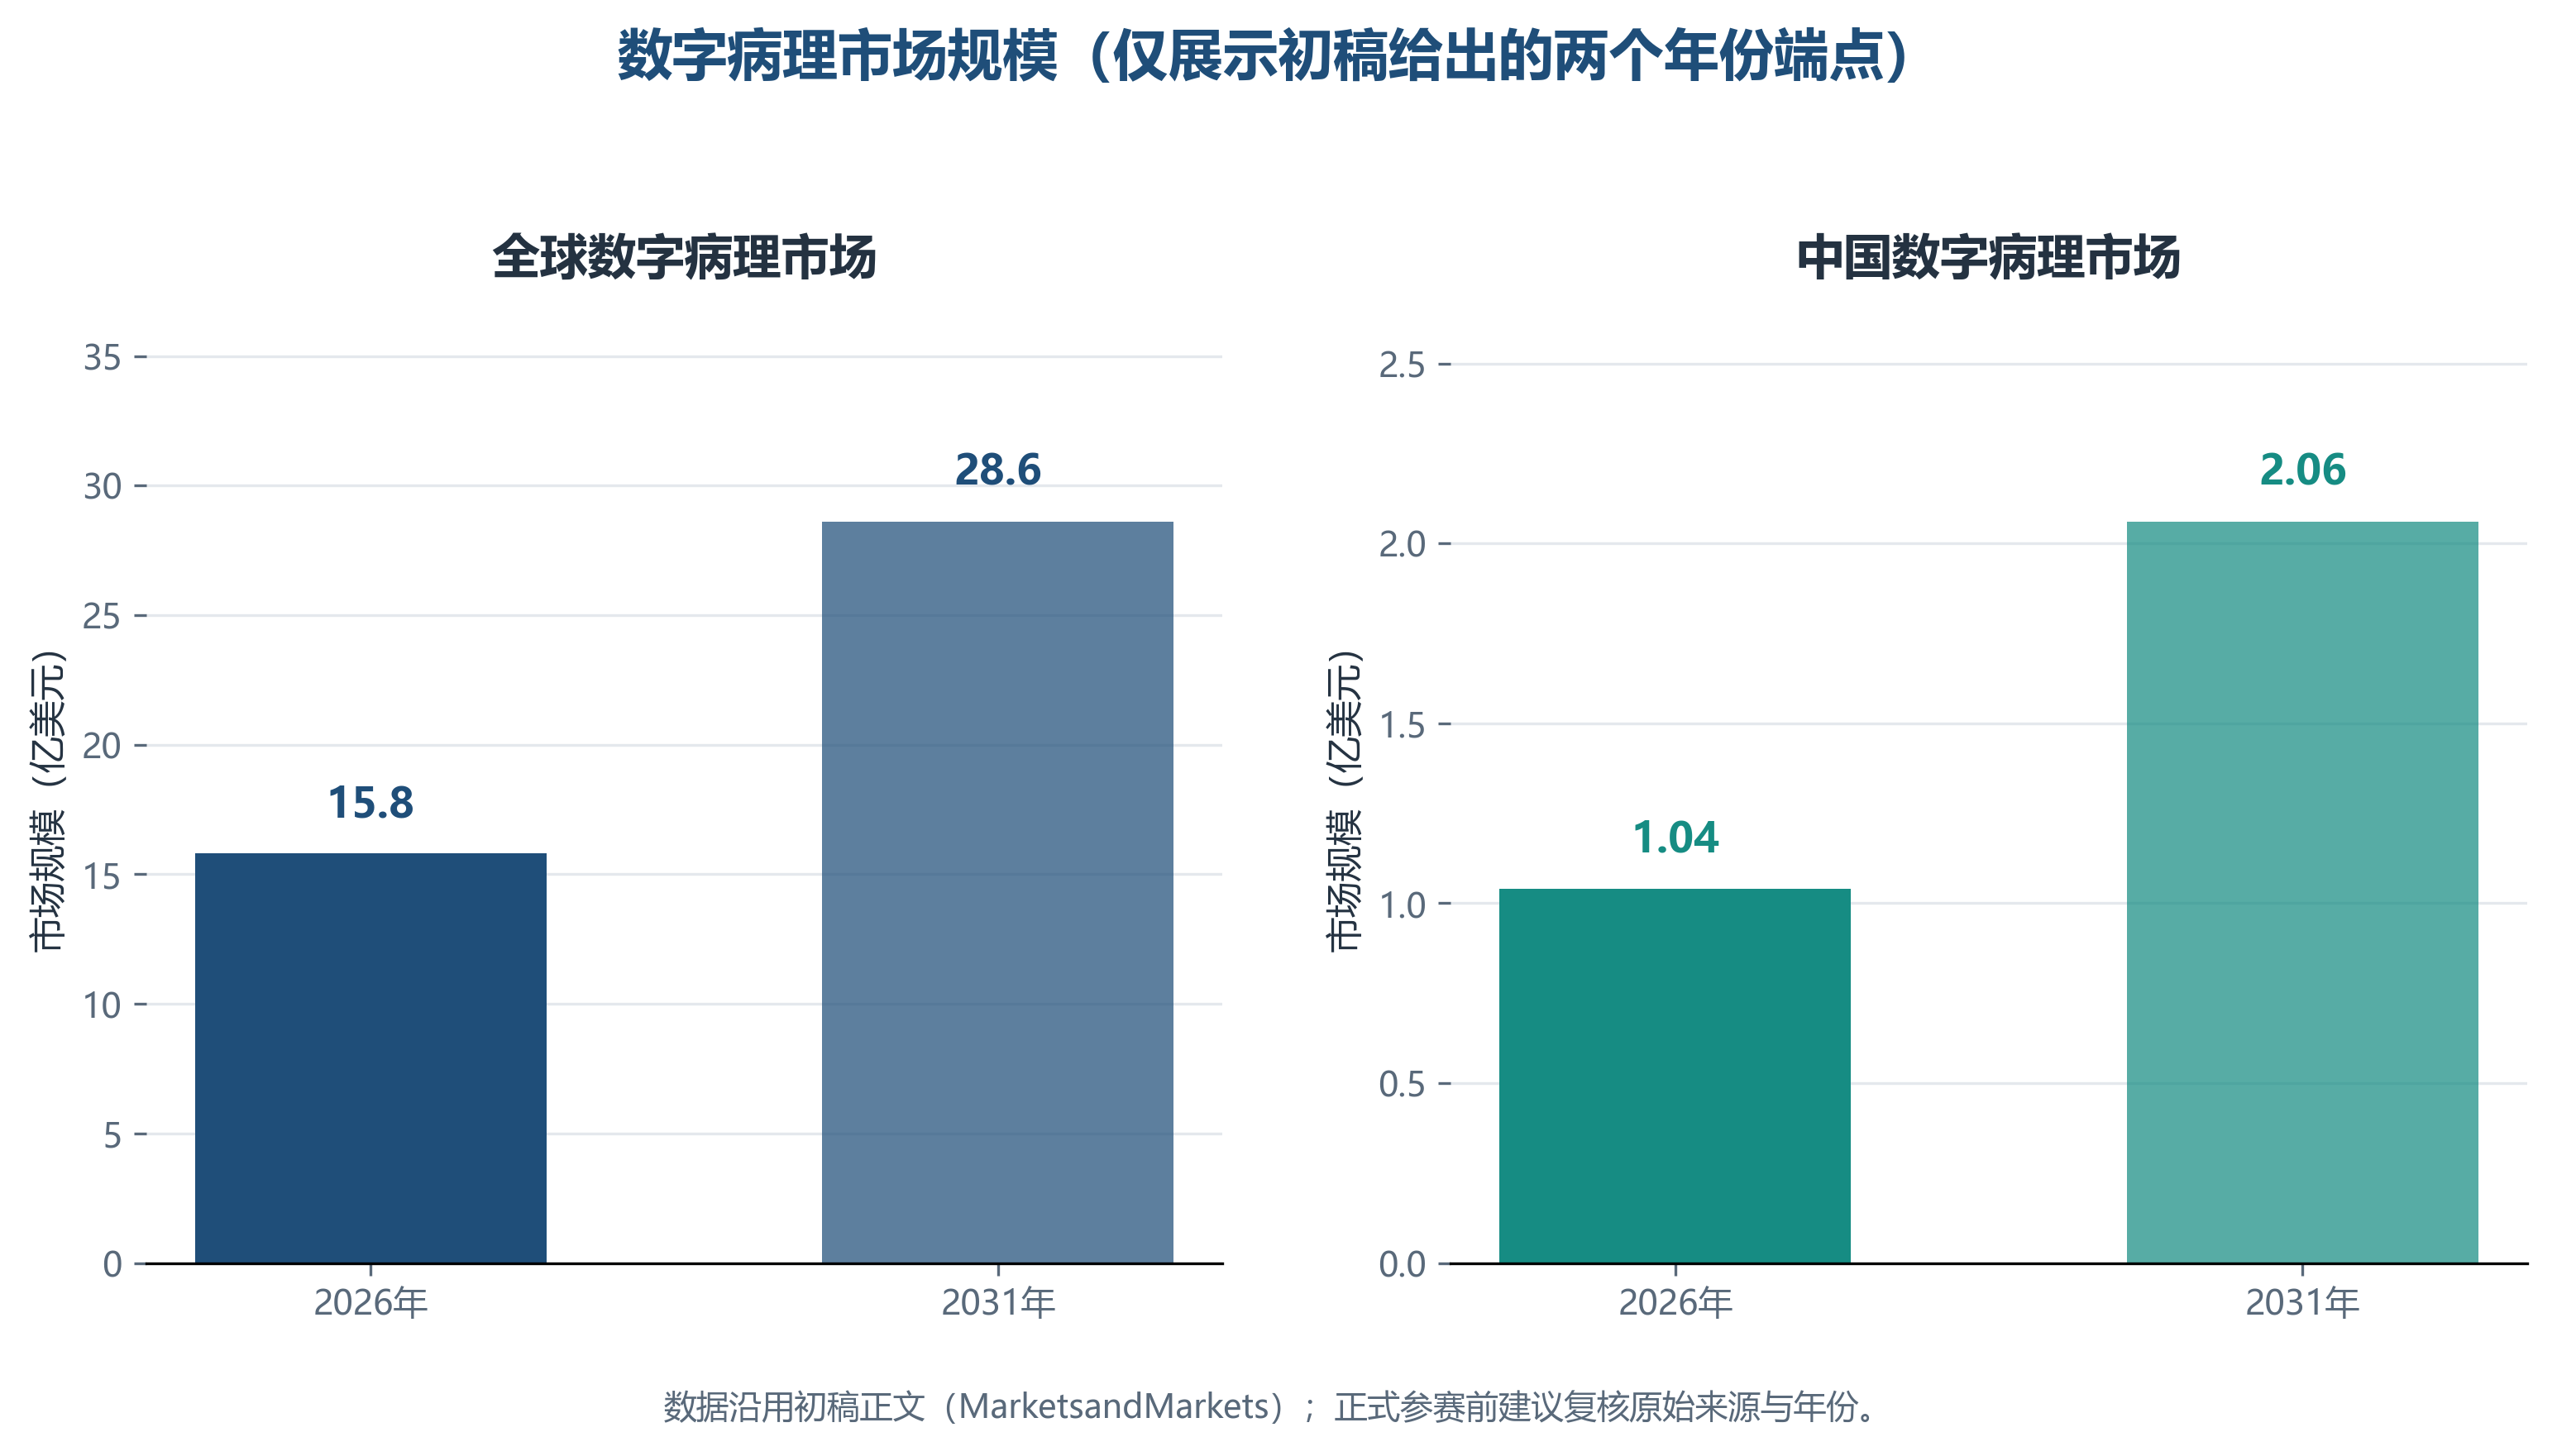 数字病理市场规模（仅展示初稿给出的两个年份端点）
全球数字病理市场
市场规模（亿美元）
35
30
25
20
15
10
5
0
15.8
28.6
2026年
2031年
中国数字病理市场
市场规模（亿美元）
2.5
2.0
1.5
1.0
0.5
0.0
1.04
2.06
2026年
2031年
数据沿用初稿正文（MarketsandMarkets）；正式参赛前建议复核原始来源与年份。